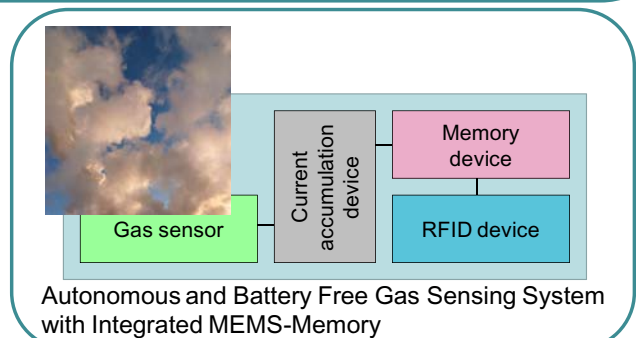 Gas sensor
Current
accumulation
device
Memory
device
RFID device
Autonomous and Battery Free Gas Sensing System
with Integrated MEMS-Memory